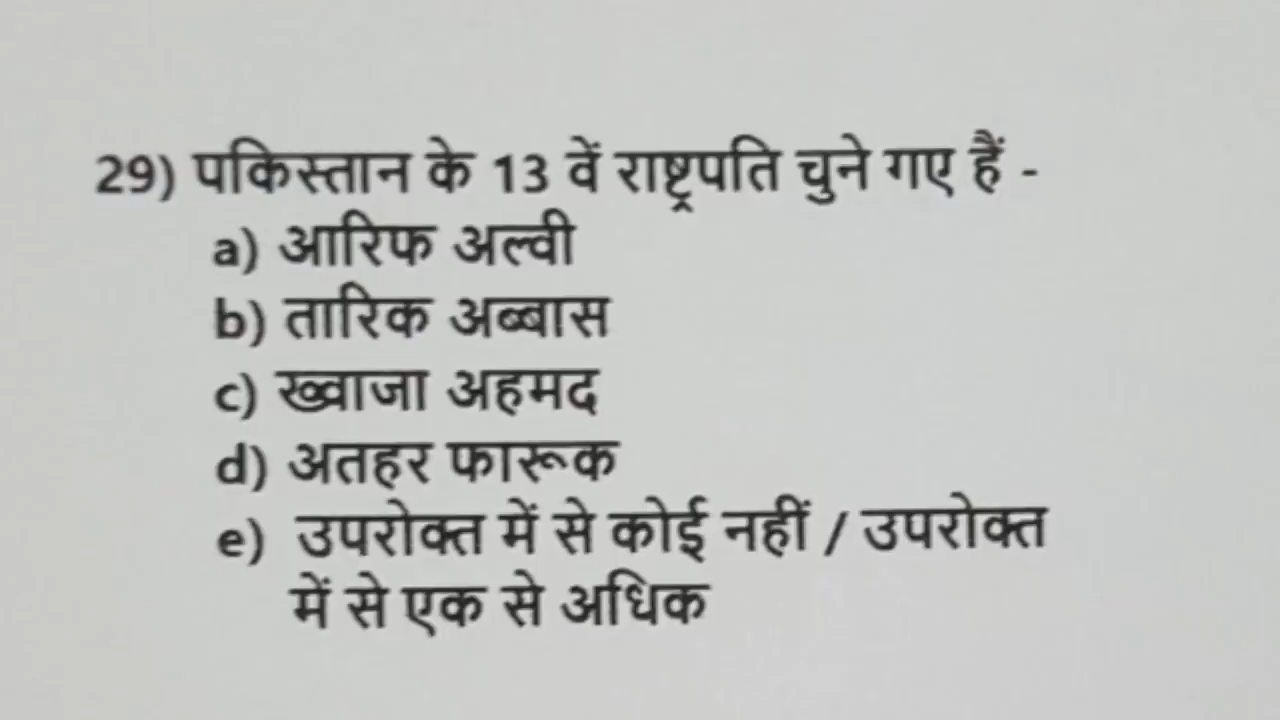 29) पकिस्तान के 13 वें राष्ट्रपति चुने गए हैं -
a) आरिफ अल्वी
b) तारिक अब्बास
c) ख्वाजा अहमद
d) अतहर फारूक
e) उपरोक्त में से कोई नहीं / उपरोक्त
में से एक से अधिक